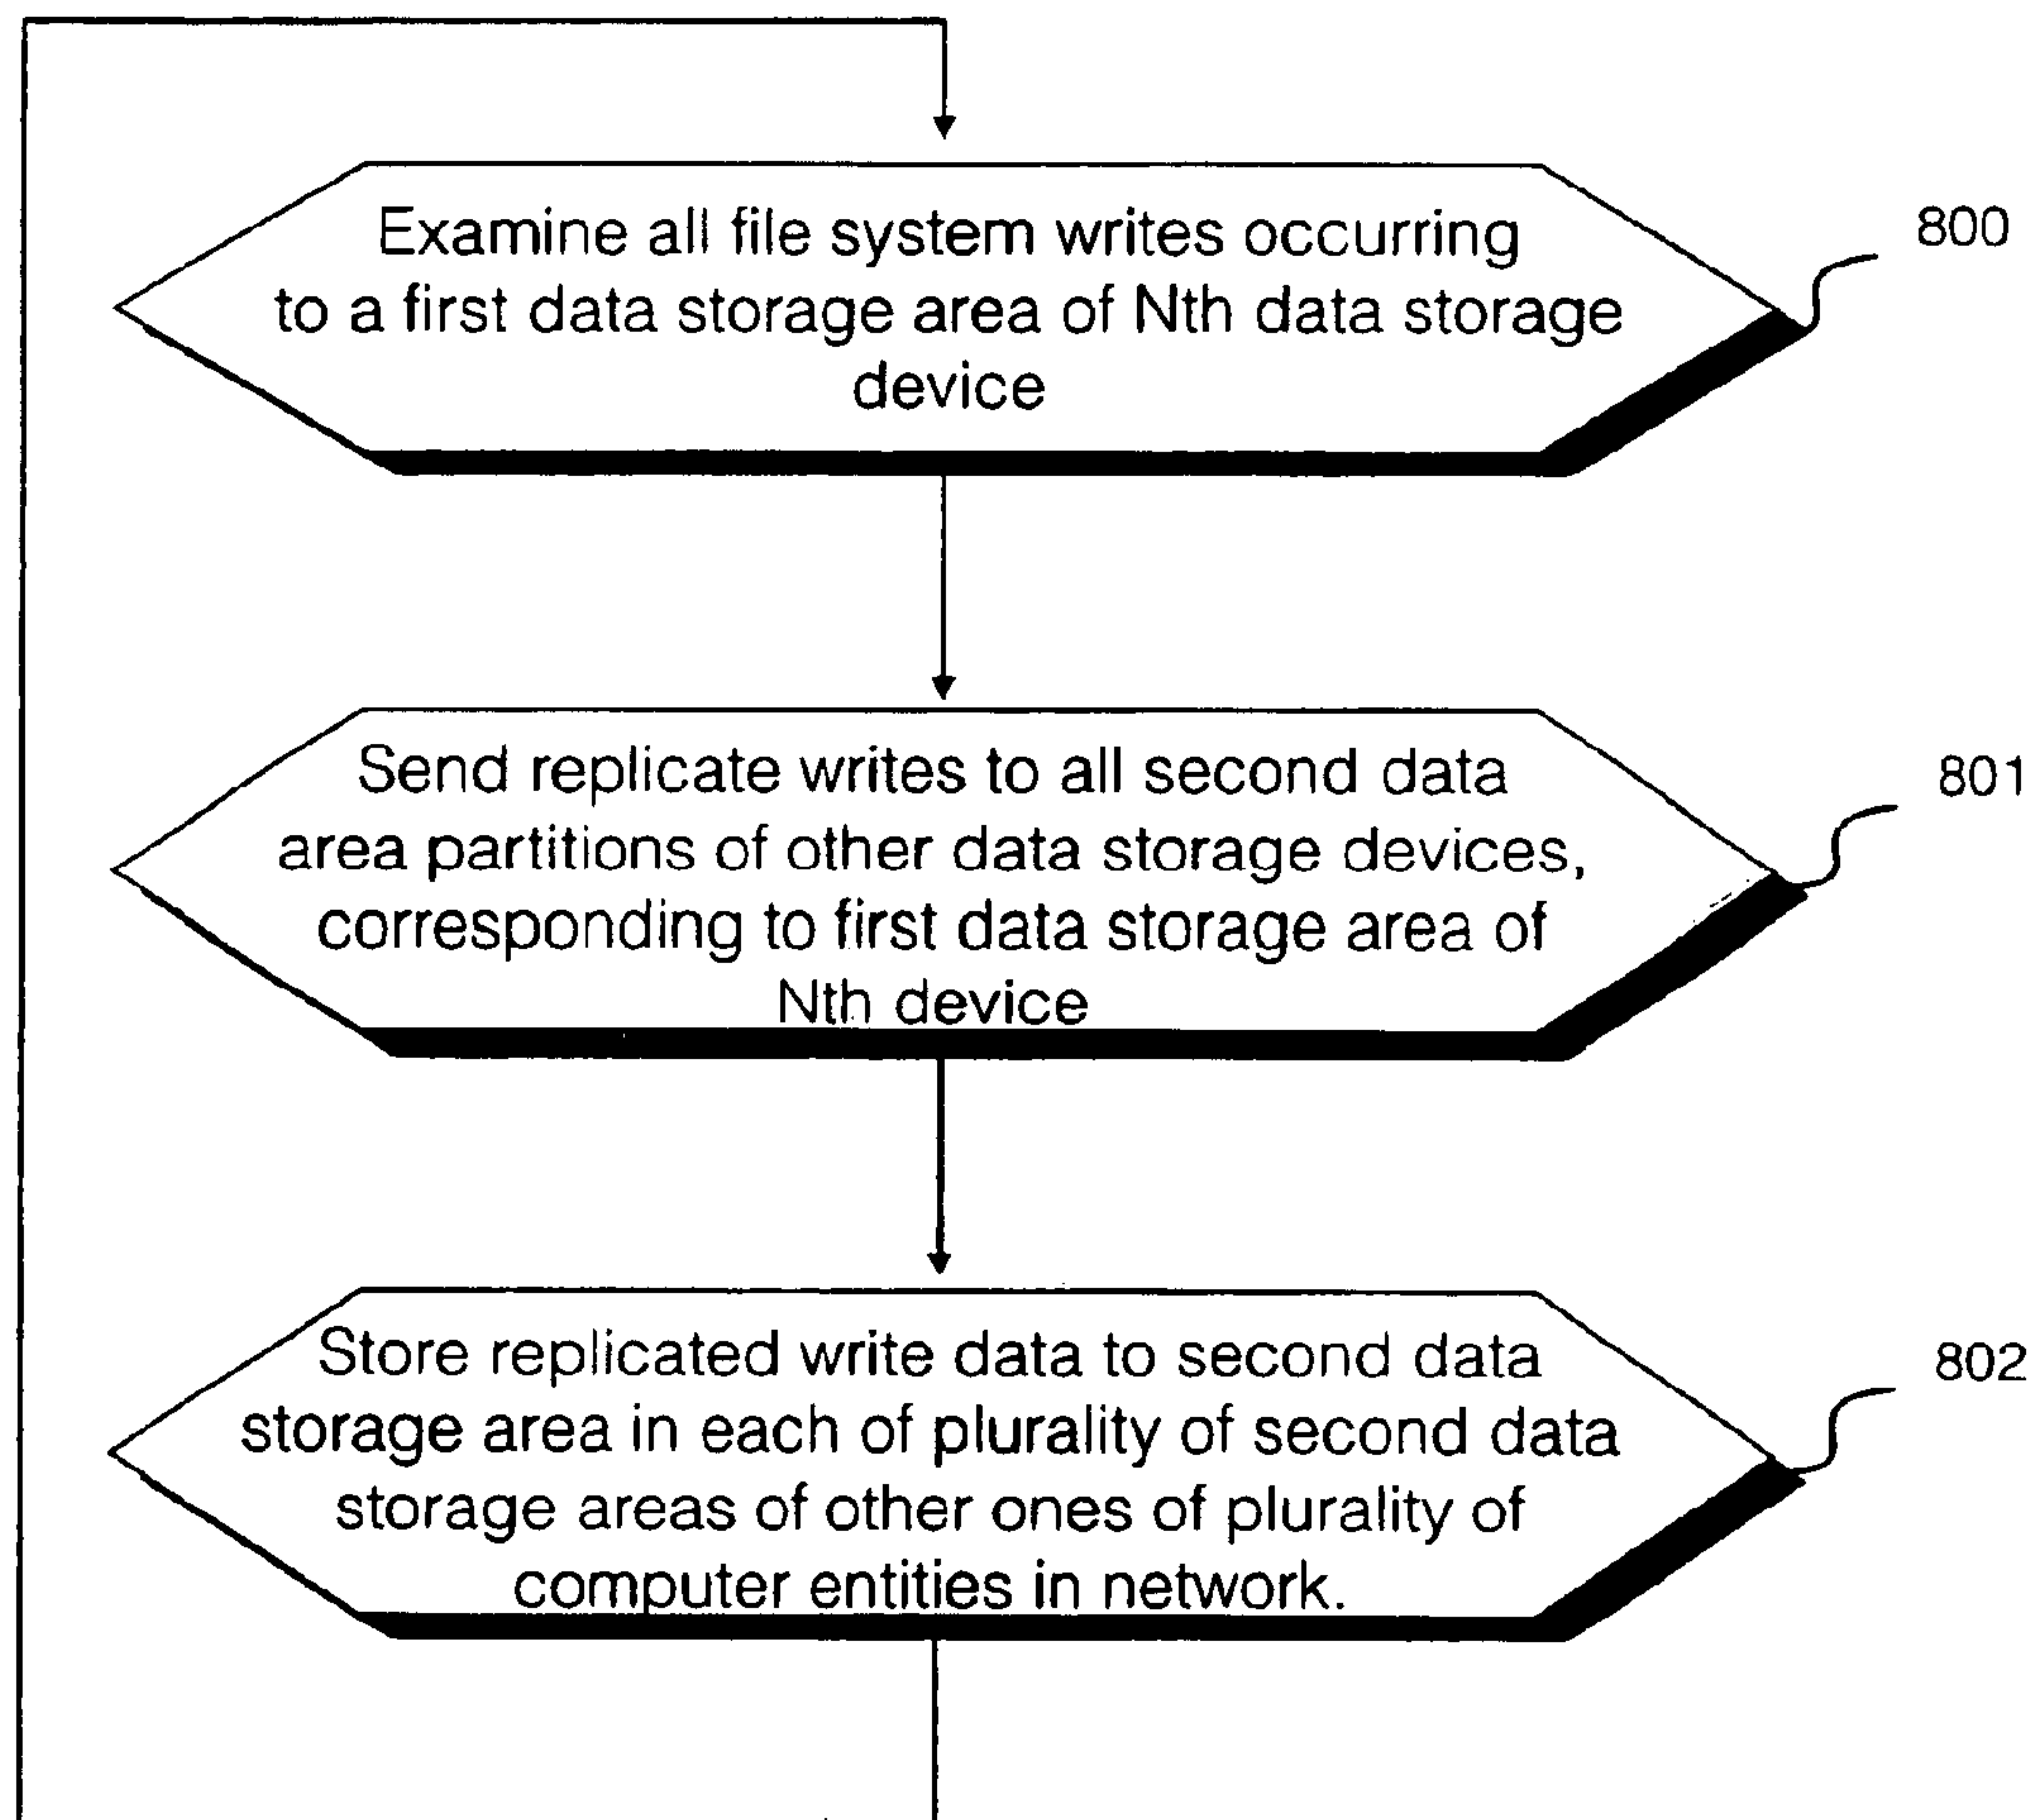 Examine all file system writes occurring
to a first data storage area of Nth data storage
device
800
Send replicate writes to all second data
area partitions of other data storage devices,
corresponding to first data storage area of
Nth device
801
Store replicated write data to second data
storage area in each of plurality of second data
storage areas of other ones of plurality of
computer entities in network.
802